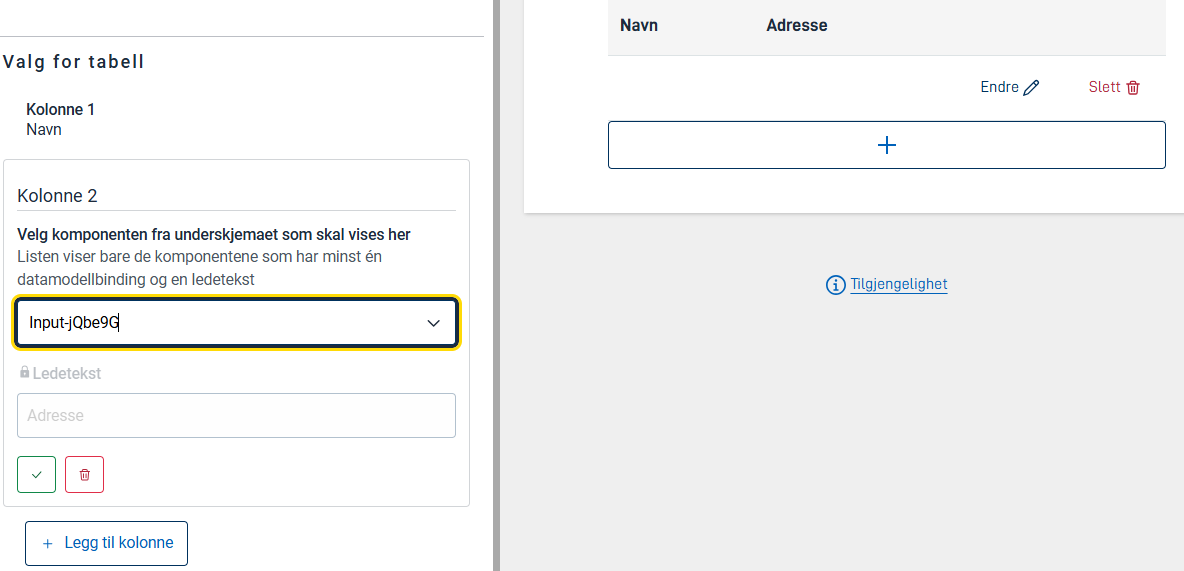 Valg for tabell
Kolonne 1
Navn
Kolonne 2
Velg komponenten fra underskjemaet som skal vises her
Listen viser bare de komponentene som har minst én
datamodellbinding og en ledetekst
Input-jQbe9G
Ledetekst
Adresse
+ Legg til kolonne
Navn Adresse
Endre Slett
+
Tilgjengelighet